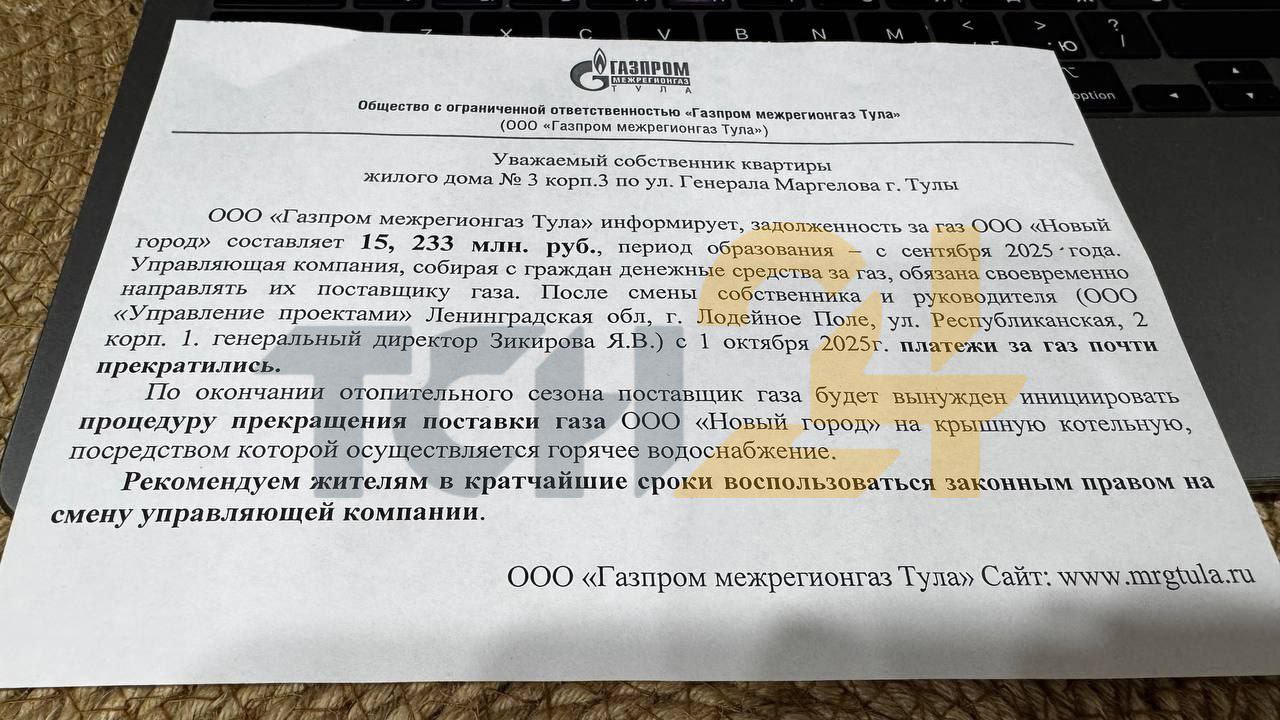 Z X C V B N M < > ? /
Ю
option
ГАЗПРОМ
МЕЖРЕГИОНГАЗ
ТУЛА
Общество с ограниченной ответственностью «Газпром межрегионгаз Тула»
(ООО «Газпром межрегионгаз Тула»)
Уважаемый собственник квартиры
жилого дома № 3 корп.3 по ул. Генерала Маргелова г. Тулы
ООО «Газпром межрегионгаз Тула» информирует, задолженность за газ ООО «Новый
город» составляет 15, 233 млн. руб., период образования – с сентября 2025 года.
Управляющая компания, собирая с граждан денежные средства за газ, обязана своевременно
направлять их поставщику газа. После смены собственника и руководителя (ООО
«Управление проектами» Ленинградская обл, г. Лодейное Поле, ул. Республиканская, 2
корп. 1. генеральный директор Зикирова Я.В.) с 1 октября 2025г. платежи за газ почти
прекратились.
По окончании отопительного сезона поставщик газа будет вынужден инициировать
процедуру прекращения поставки газа ООО «Новый город» на крышную котельную,
посредством которой осуществляется горячее водоснабжение.
Рекомендуем жителям в кратчайшие сроки воспользоваться законным правом на
смену управляющей компании.
ООО «Газпром межрегионгаз Тула» Сайт: www.mrgtula.ru
ТСН 24